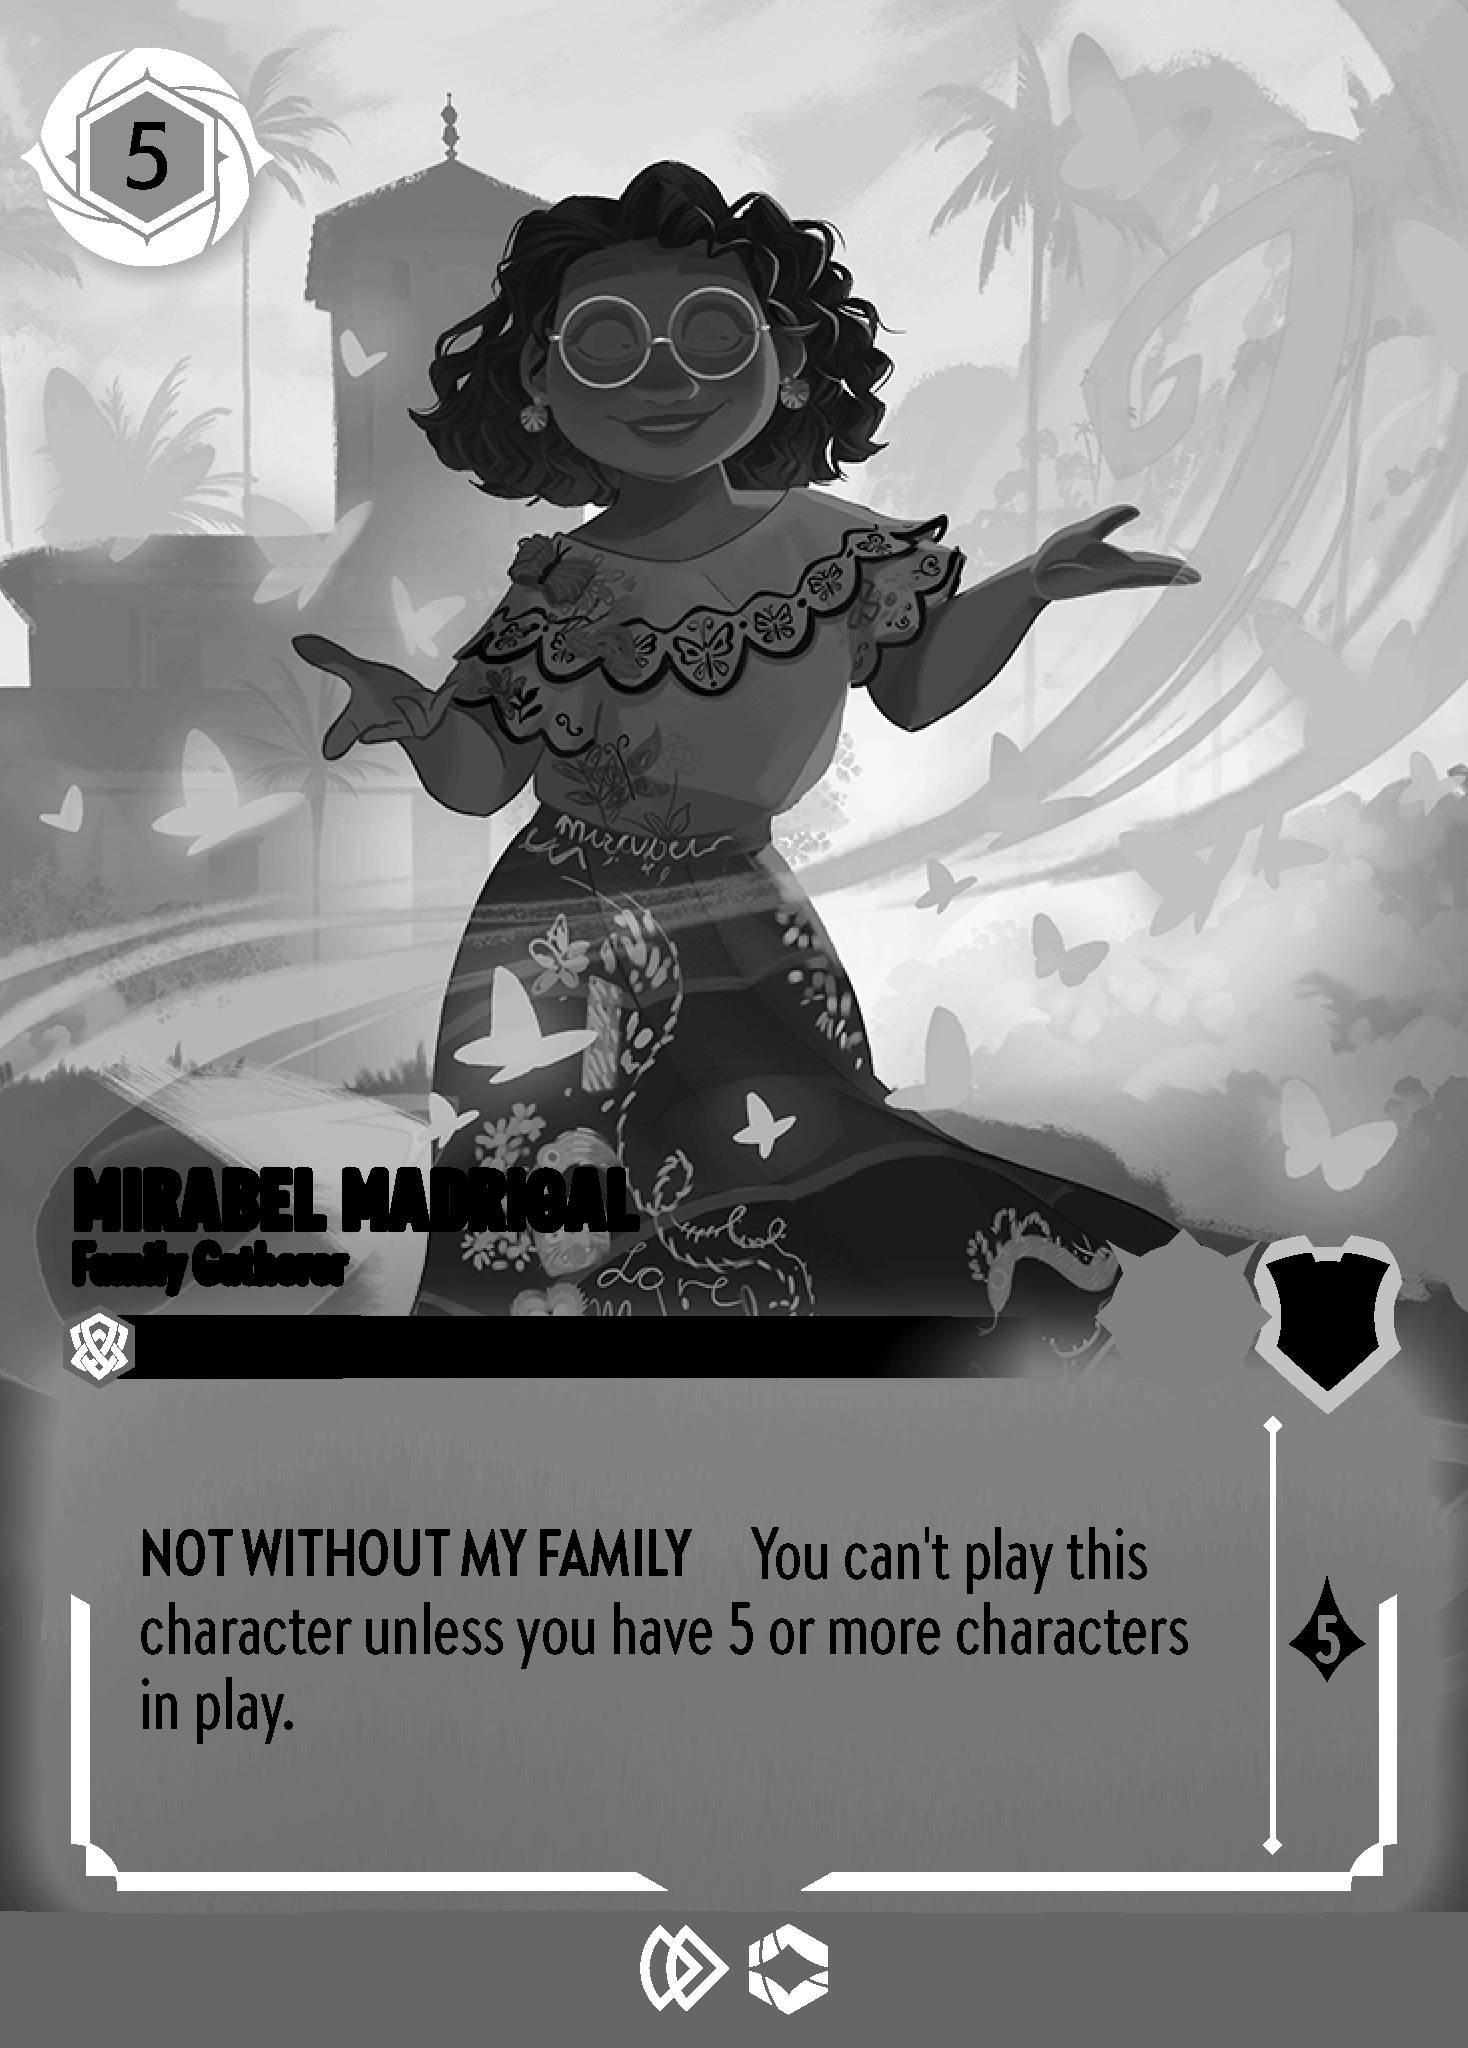 5
mirabel
MIRABEL MADRIGAL
Family Gatherer
NOT WITHOUT MY FAMILY You can't play this
character unless you have 5 or more characters
in play.
5